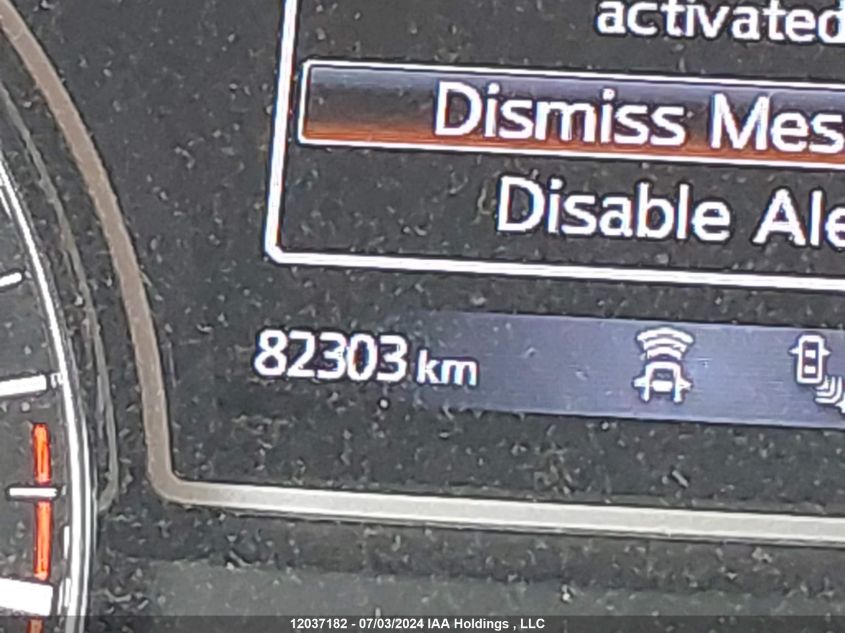 activated
Dismiss Mes
Disable Ale
82303 km
12037182 - 07/03/2024 IAA Holdings , LLC